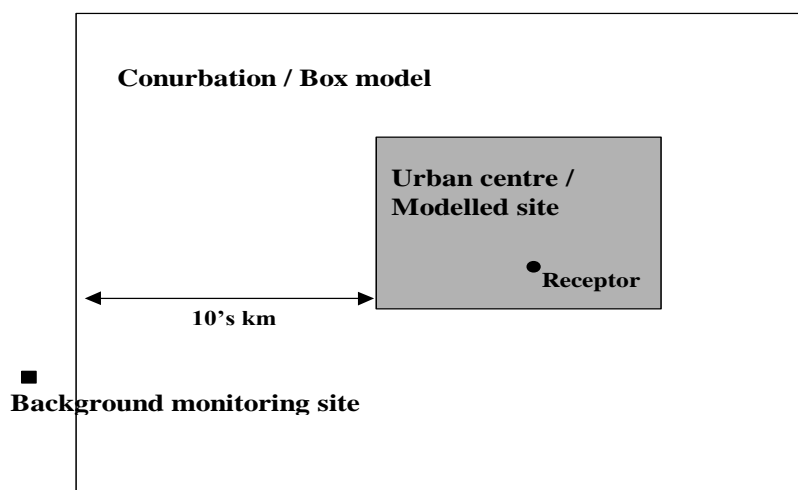 Conurbation / Box model
Urban centre /
Modelled site
Receptor
10's km
Background monitoring site